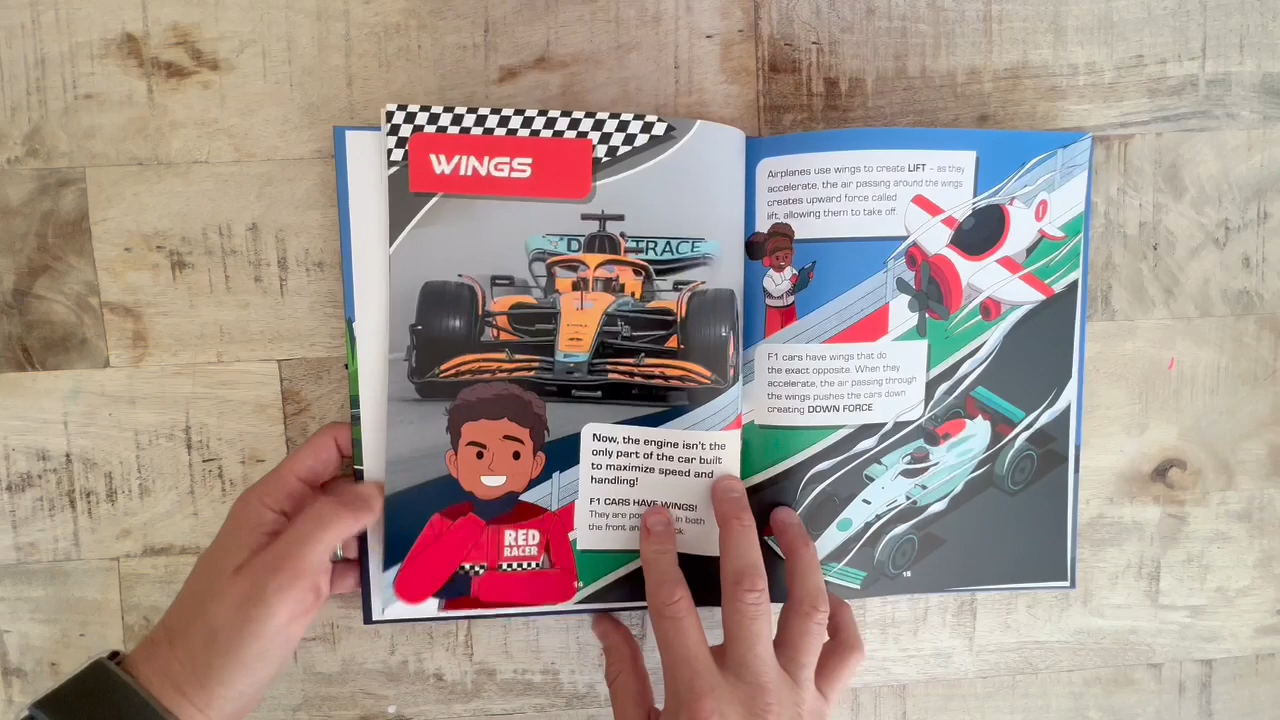 WINGS
Now, the engine isn't the
only part of the car built
to maximize speed and
handling!
F1 CARS HAVE WINGS!
They are in both
the front
RED
RACER
14
Airplanes use wings to create LIFT – as they
accelerate, the air passing around the wings
creates upward force called
lift, allowing them to take off.
F1 cars have wings that do
the exact opposite. When they
accelerate, the air passing through
the wings pushes the cars down
creating DOWN FORCE.
15